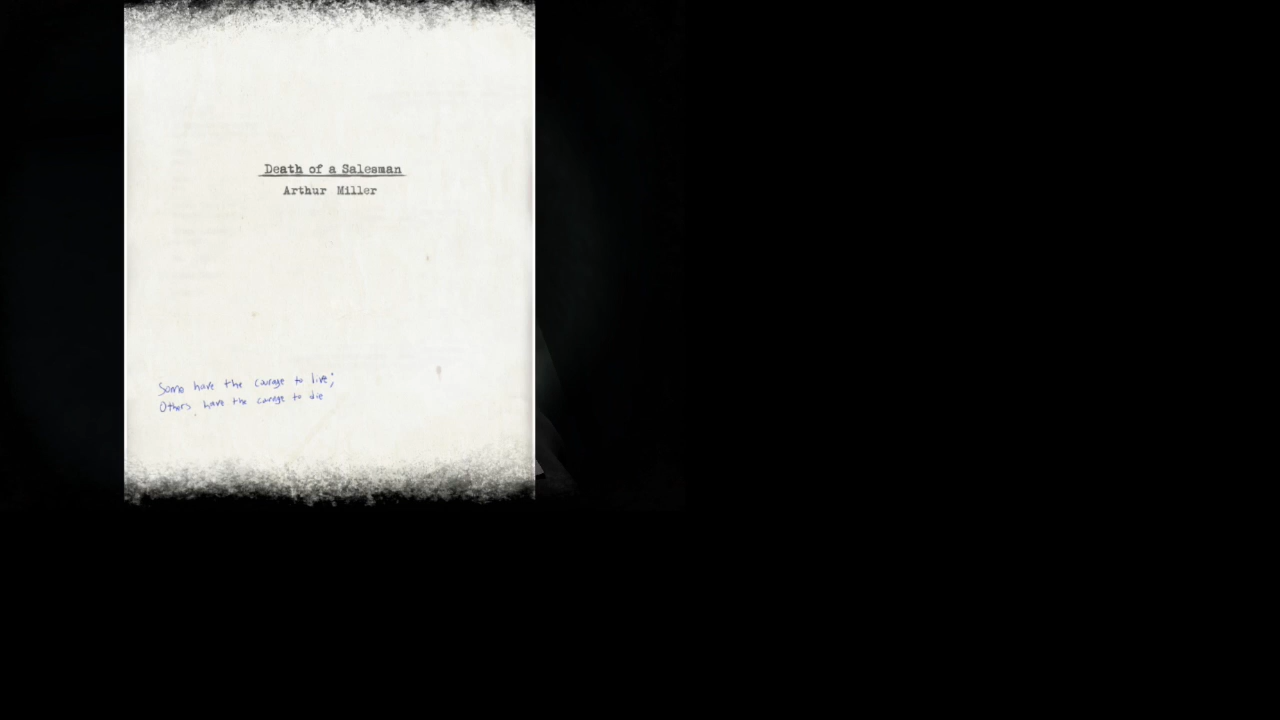 Death of a Salesman
Arthur Miller
Some have the courage to live;
Others have the courage to die